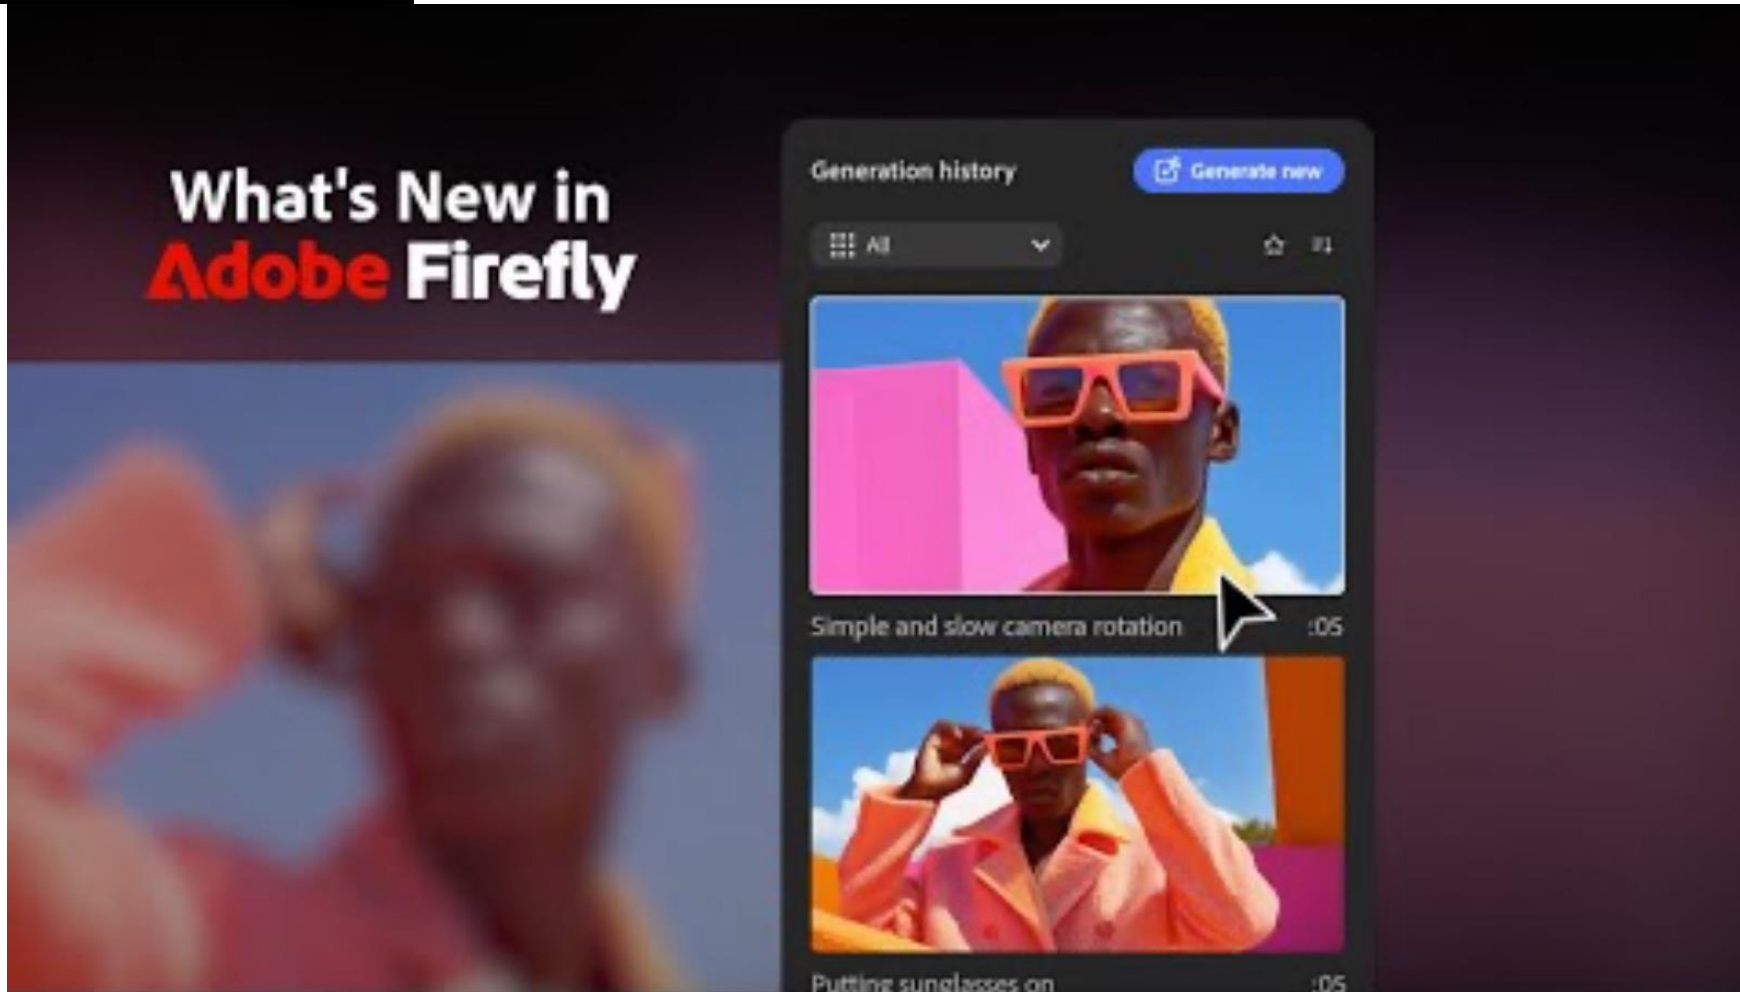 What's New in
Adobe Firefly
Generation history
Generate new
All
Simple and slow camera rotation :05
Putting sunglasses on :05